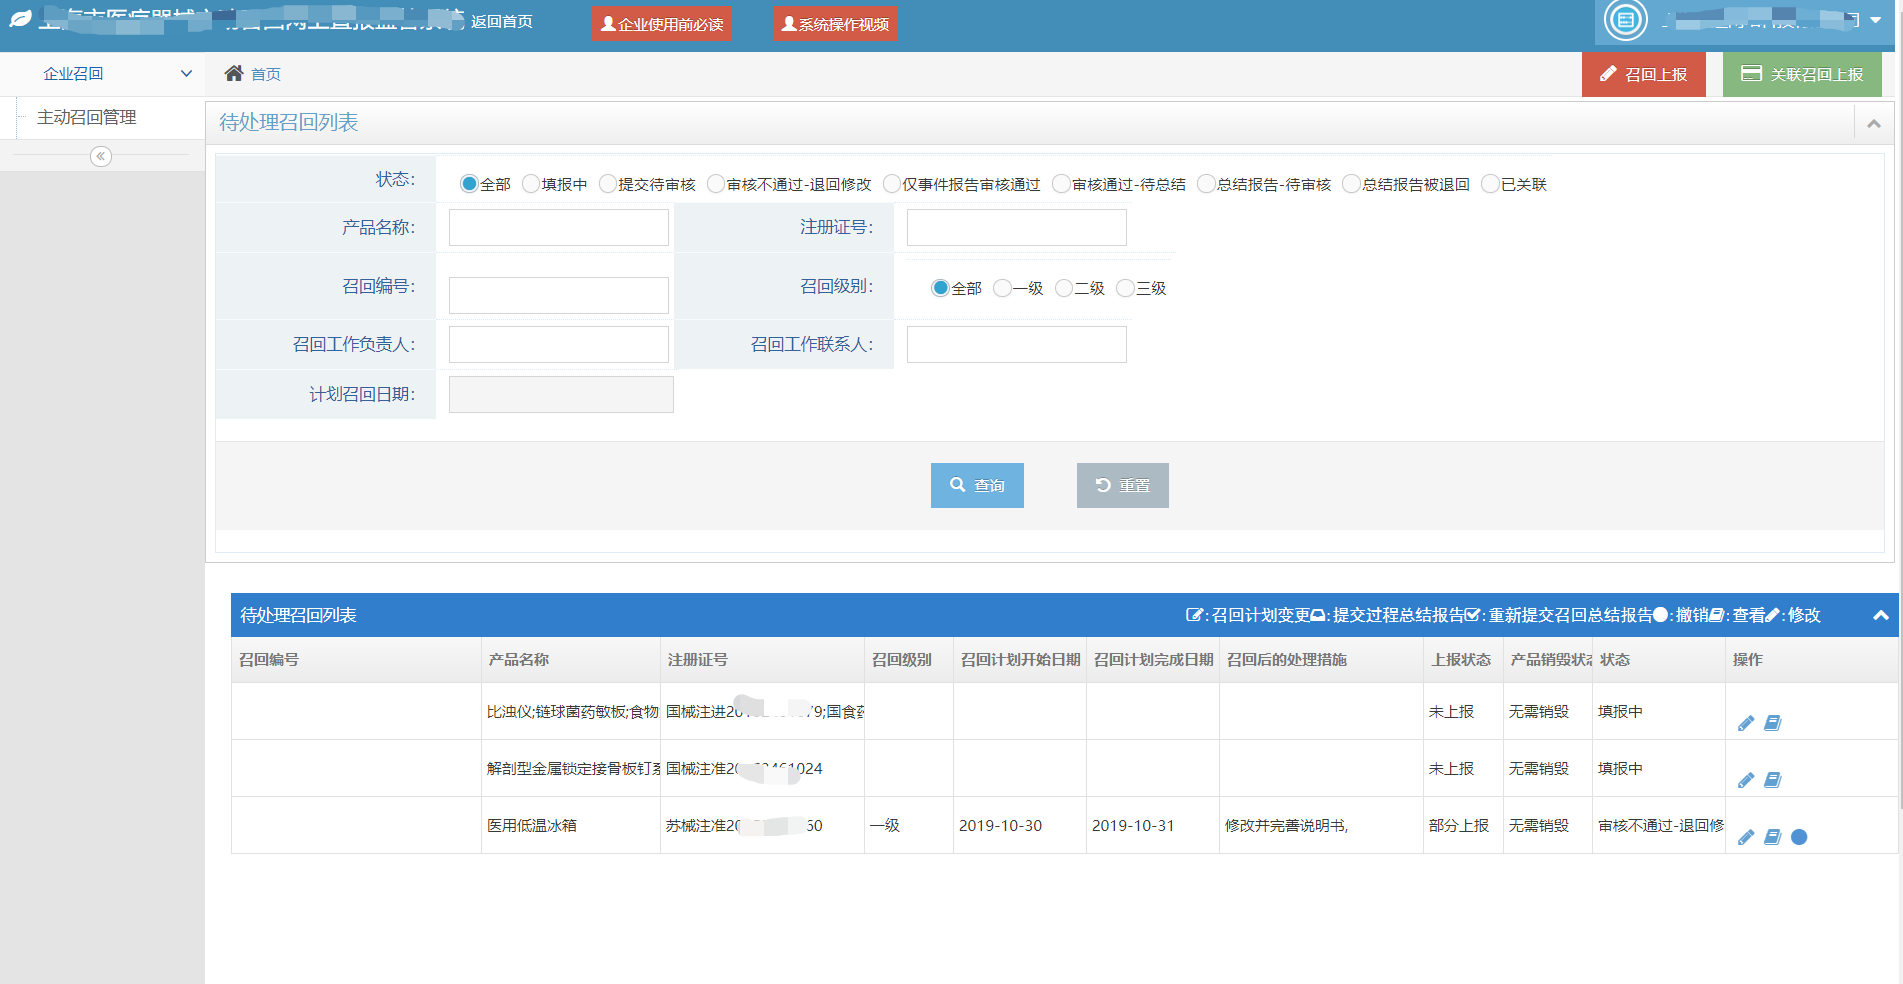 返回首页
企业使用前必读
系统操作视频
企业召回
首页
召回上报
关联召回上报
主动召回管理
待处理召回列表
状态:
全部 填报中 提交待审核 审核不通过-退回修改 仅事件报告审核通过 审核通过-待总结 总结报告-待审核 总结报告被退回 已关联
产品名称:
注册证号:
召回编号:
召回级别:
全部 一级 二级 三级
召回工作负责人:
召回工作联系人:
计划召回日期:
查询
重置
待处理召回列表
:召回计划变更 :提交过程总结报告 :重新提交召回总结报告 :撤销 :查看 :修改
召回编号 产品名称 注册证号 召回级别 召回计划开始日期 召回计划完成日期 召回后的处理措施 上报状态 产品销毁状态 状态 操作
比浊仪;链球菌药敏板;食物 国械注进20 79;国食药 未上报 无需销毁 填报中
解剖型金属锁定接骨板钉系 国械注准20 1024 未上报 无需销毁 填报中
医用低温冰箱 苏械注准20 60 一级 2019-10-30 2019-10-31 修改并完善说明书, 部分上报 无需销毁 审核不通过-退回修